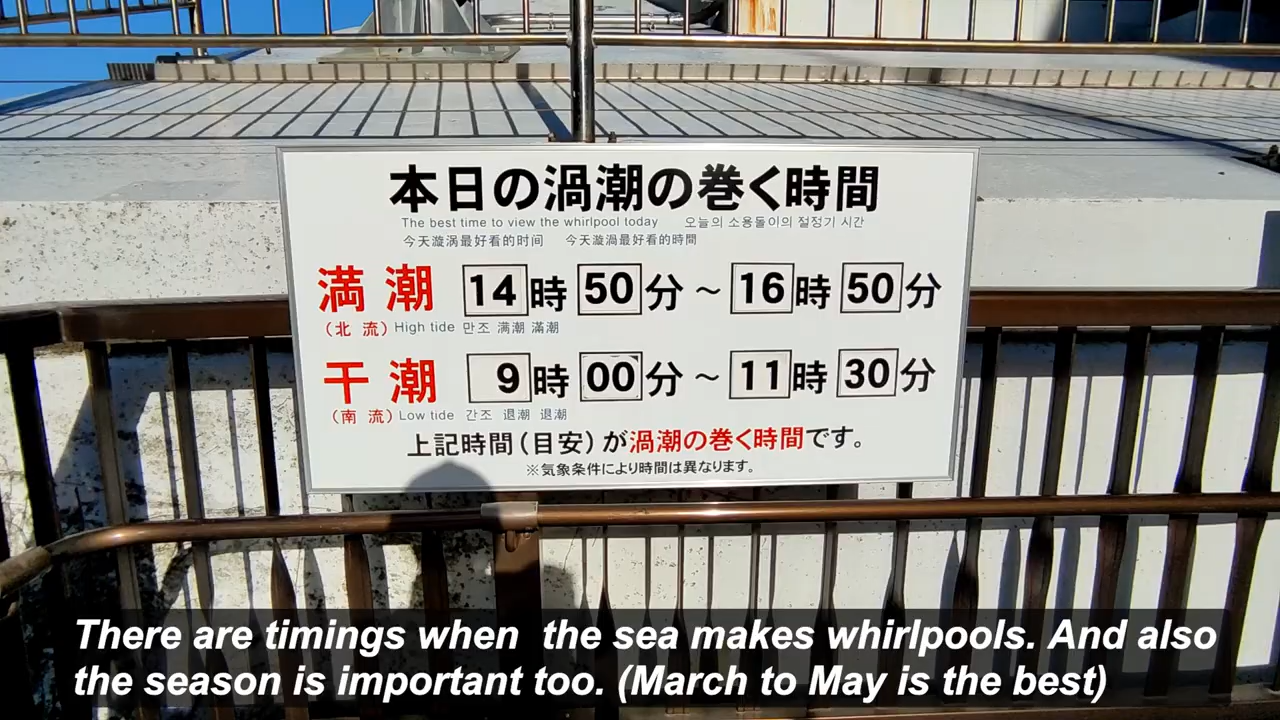 本日の渦潮の巻く時間
The best time to view the whirlpool today 오늘의 소용돌이의 절정기 시간
今天漩涡最好看的时间 今天漩渦最好看的時間
満潮 14時50分~16時50分
(北流) High tide 만조 满潮 滿潮
干潮 9時00分~11時30分
(南流) Low tide 간조 退潮 退潮
上記時間(目安)が渦潮の巻く時間です。
※気象条件により時間は異なります。
There are timings when the sea makes whirlpools. And also
the season is important too. (March to May is the best)